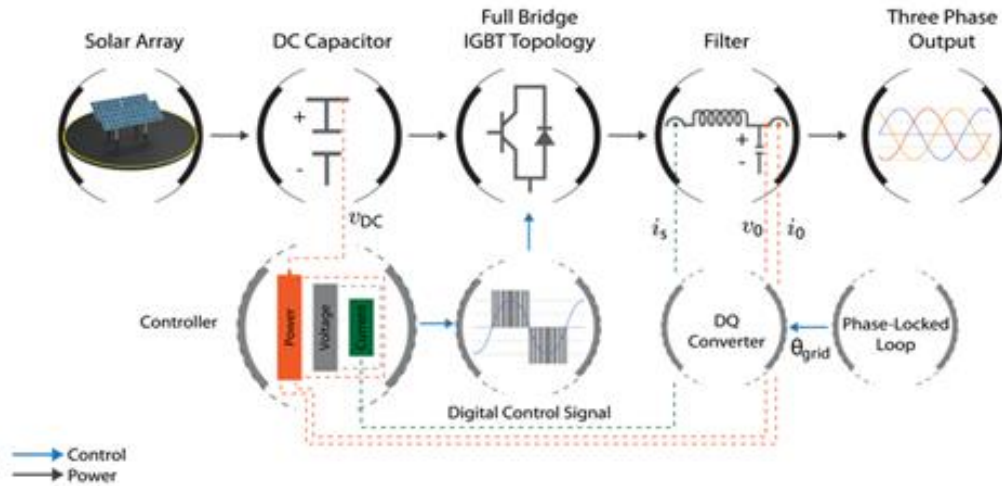 Solar Array
DC Capacitor
Full Bridge
IGBT Topology
Filter
Three Phase
Output
+
-
+
-
vDC
is
v0
i0
Controller
Power
Voltage
Current
Digital Control Signal
DQ
Converter
θgrid
Phase-Locked
Loop
Control
Power